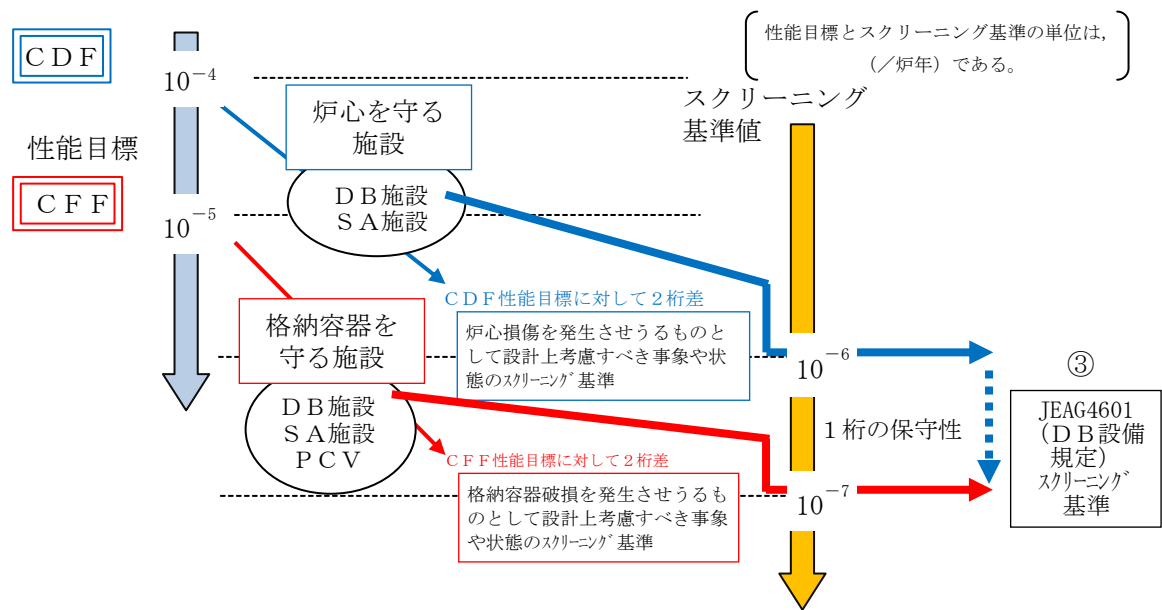 CDF
性能目標
CFF
10⁻⁴
10⁻⁵
性能目標とスクリーニング基準の単位は,
(/炉年)である。
スクリーニング
基準値
炉心を守る
施設
DB施設
SA施設
CDF性能目標に対して2桁差
炉心損傷を発生させうるものと
して設計上考慮すべき事象や状
態のスクリーニング基準
格納容器を
守る施設
DB施設
SA施設
PCV
CFF性能目標に対して2桁差
格納容器破損を発生させうるも
のとして設計上考慮すべき事象
や状態のスクリーニング基準
10⁻⁶
1桁の保守性
10⁻⁷
③
JEAG4601
(DB設備
規定)
スクリーニング
基準